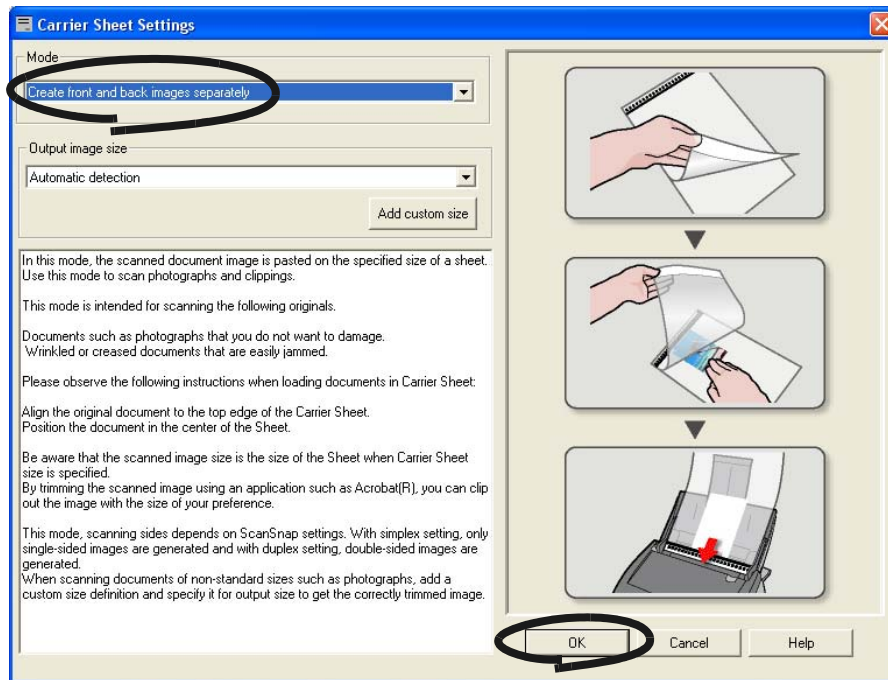 Carrier Sheet Settings
Mode
Create front and back images separately
Output image size
Automatic detection
Add custom size
In this mode, the scanned document image is pasted on the specified size of a sheet.
Use this mode to scan photographs and clippings.
This mode is intended for scanning the following originals.
Documents such as photographs that you do not want to damage.
Wrinkled or creased documents that are easily jammed.
Please observe the following instructions when loading documents in Carrier Sheet:
Align the original document to the top edge of the Carrier Sheet.
Position the document in the center of the Sheet.
Be aware that the scanned image size is the size of the Sheet when Carrier Sheet
size is specified.
By trimming the scanned image using an application such as Acrobat(R), you can clip
out the image with the size of your preference.
This mode, scanning sides depends on ScanSnap settings. With simplex setting, only
single-sided images are generated and with duplex setting, double-sided images are
generated.
When scanning documents of non-standard sizes such as photographs, add a
custom size definition and specify it for output size to get the correctly trimmed image.
OK
Cancel
Help